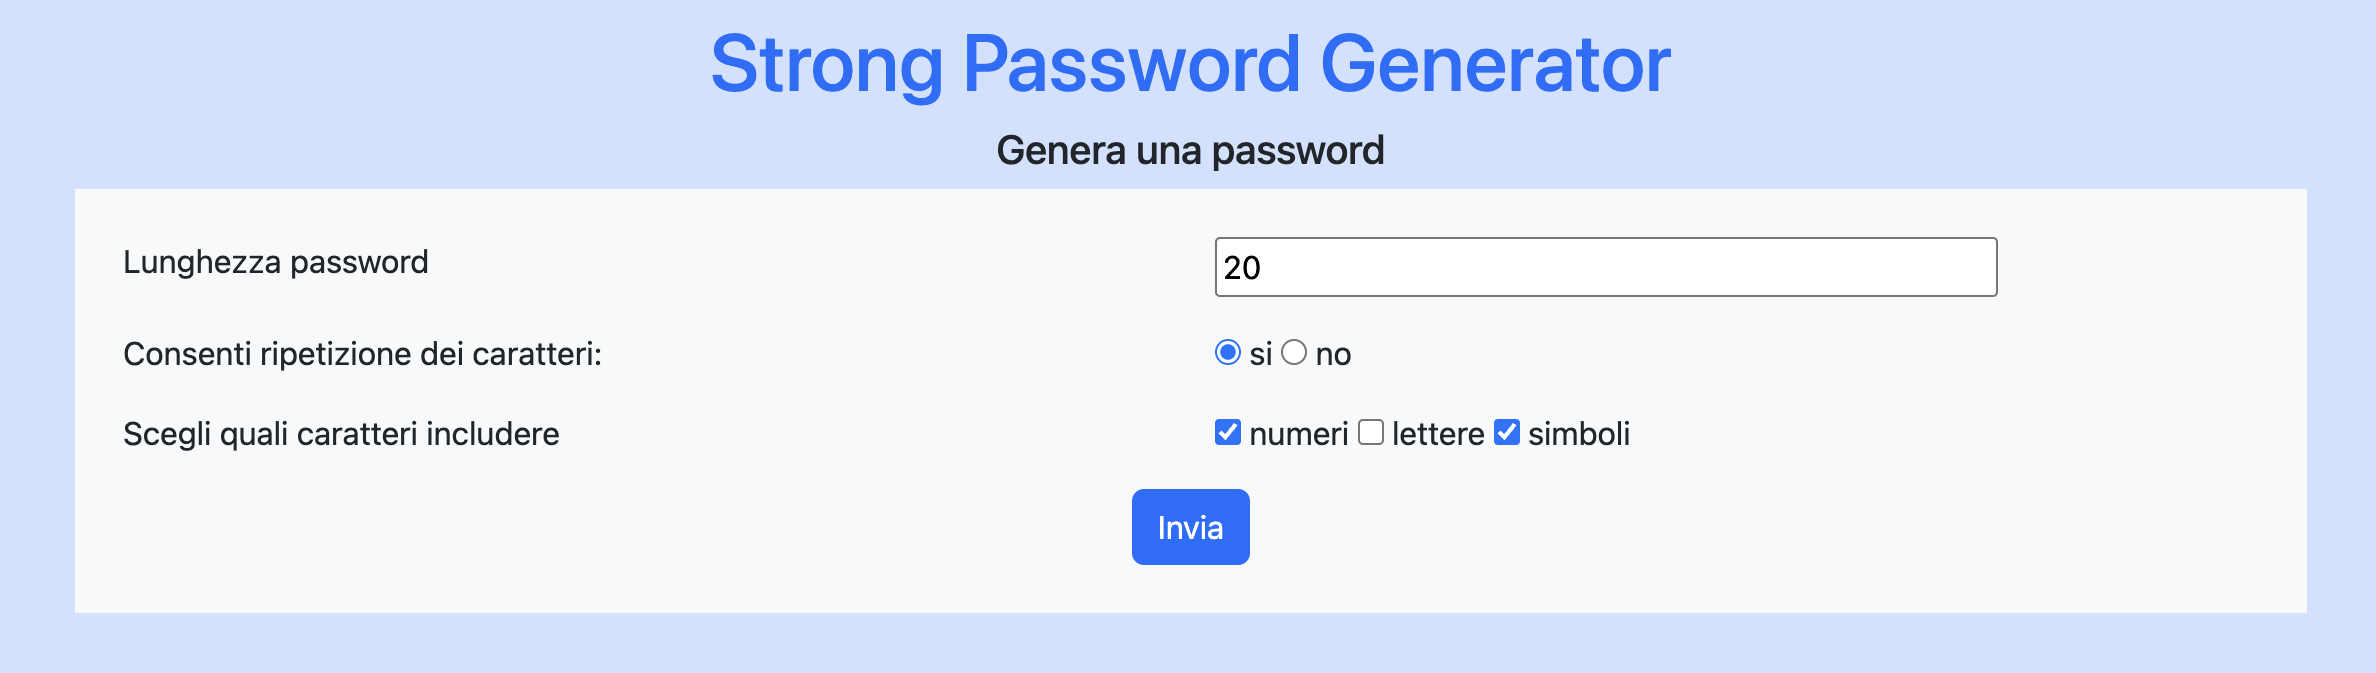 Strong Password Generator
Genera una password
Lunghezza password 20
Consenti ripetizione dei caratteri: si no
Scegli quali caratteri includere numeri lettere simboli
Invia